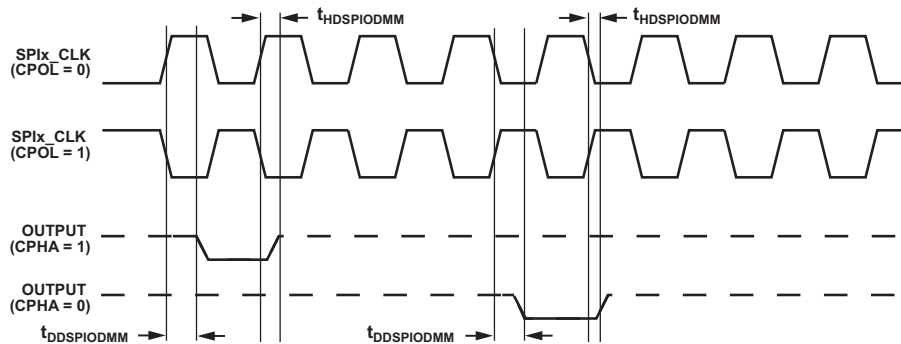 tHDSPIODMM
tHDSPIODMM
SPIx_CLK
(CPOL = 0)
SPIx_CLK
(CPOL = 1)
OUTPUT
(CPHA = 1)
OUTPUT
(CPHA = 0)
tDDSPIODMM
tDDSPIODMM